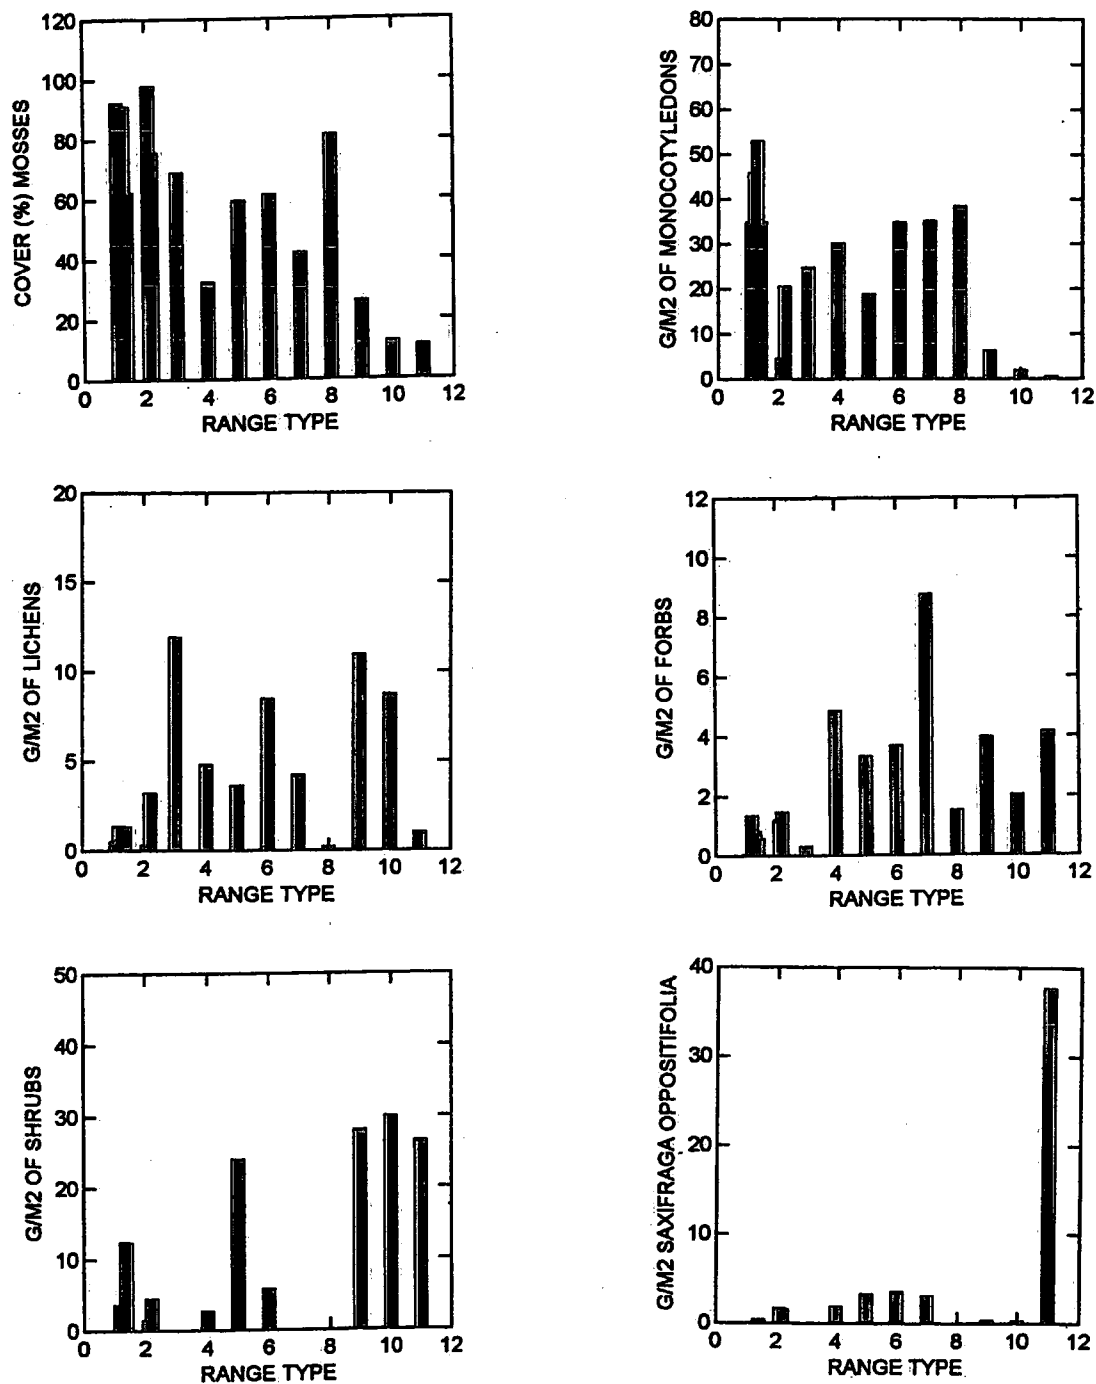 COVER (%) MOSSES
120
100
80
60
40
20
0
0 2 4 6 8 10 12
RANGE TYPE
G/M2 OF MONOCOTYLEDONS
80
70
60
50
40
30
20
10
0
0 2 4 6 8 10 12
RANGE TYPE
G/M2 OF LICHENS
20
15
10
5
0
0 2 4 6 8 10 12
RANGE TYPE
G/M2 OF FORBS
12
10
8
6
4
2
0
0 2 4 6 8 10 12
RANGE TYPE
G/M2 OF SHRUBS
50
40
30
20
10
0
0 2 4 6 8 10 12
RANGE TYPE
G/M2 SAXIFRAGA OPPOSITIFOLIA
40
30
20
10
0
0 2 4 6 8 10 12
RANGE TYPE